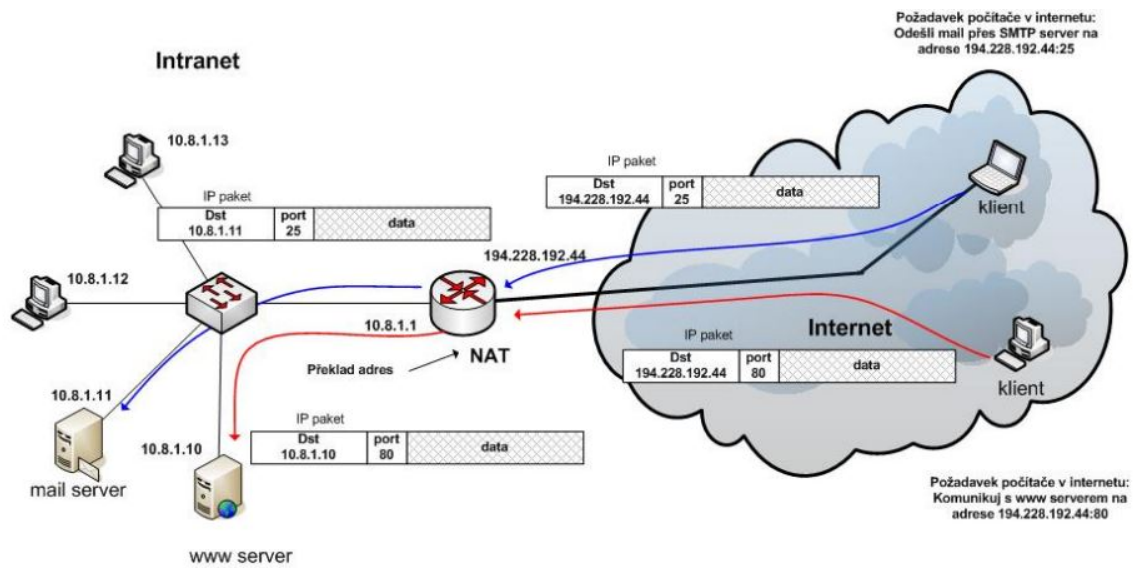 Požadavek počítače v internetu:
Odešli mail přes SMTP server na
adrese 194.228.192.44:25
Intranet
10.8.1.13
IP paket
Dst
10.8.1.11
port
25
data
IP paket
Dst
194.228.192.44
port
25
data
klient
194.228.192.44
10.8.1.12
10.8.1.1
NAT
Překlad adres
Internet
IP paket
Dst
194.228.192.44
port
80
data
klient
10.8.1.11
mail server
10.8.1.10
IP paket
Dst
10.8.1.10
port
80
data
www server
Požadavek počítače v internetu:
Komunikuj s www serverem na
adrese 194.228.192.44:80